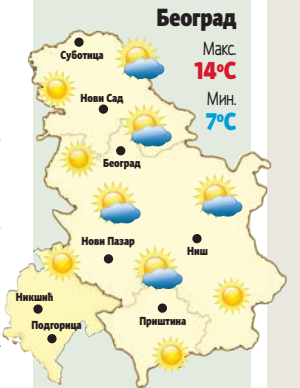 Београд
Макс.
14°C
Мин.
7°C
Суботица
Нови Сад
Београд
Нови Пазар
Ниш
Никшић
Подгорица
Приштина